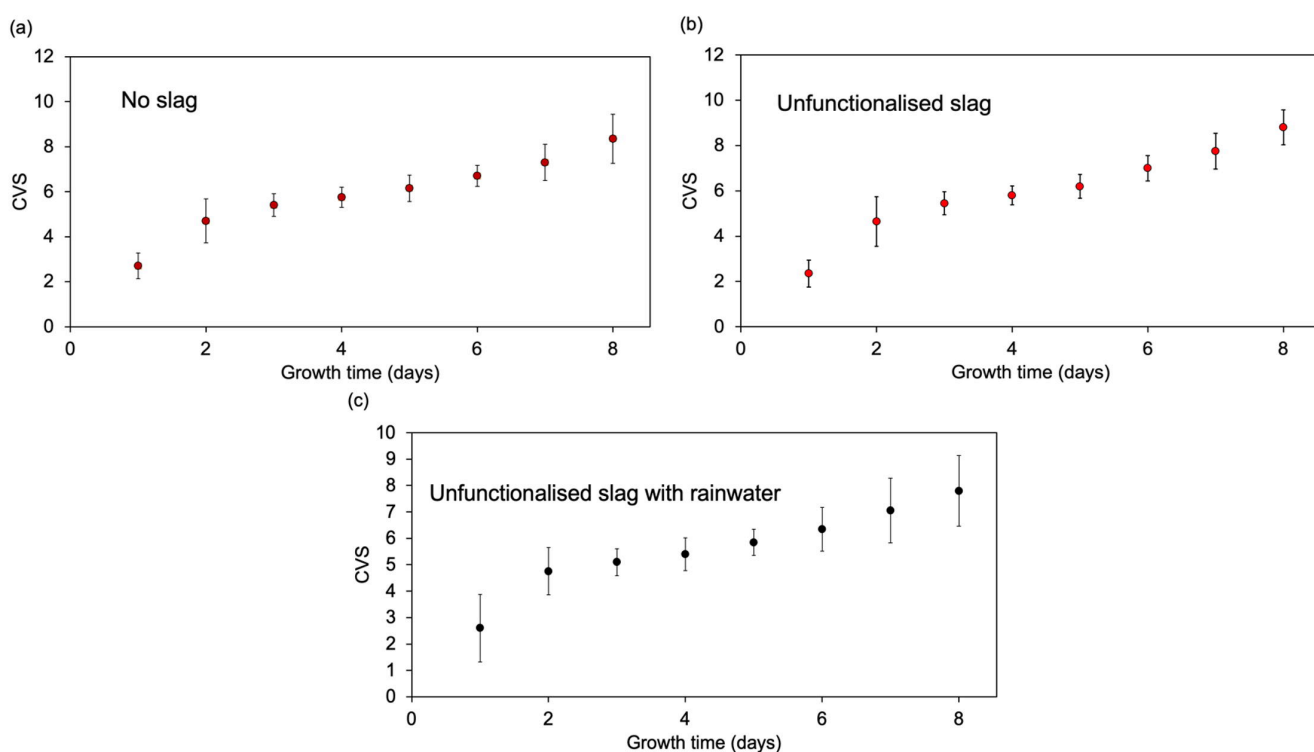 (a)
12
10
8
6
4
2
0
CVS
No slag
0 2 4 6 8
Growth time (days)
(b)
12
10
8
6
4
2
0
CVS
Unfunctionalised slag
0 2 4 6 8
Growth time (days)
(c)
10
9
8
7
6
5
4
3
2
1
0
CVS
Unfunctionalised slag with rainwater
0 2 4 6 8
Growth time (days)